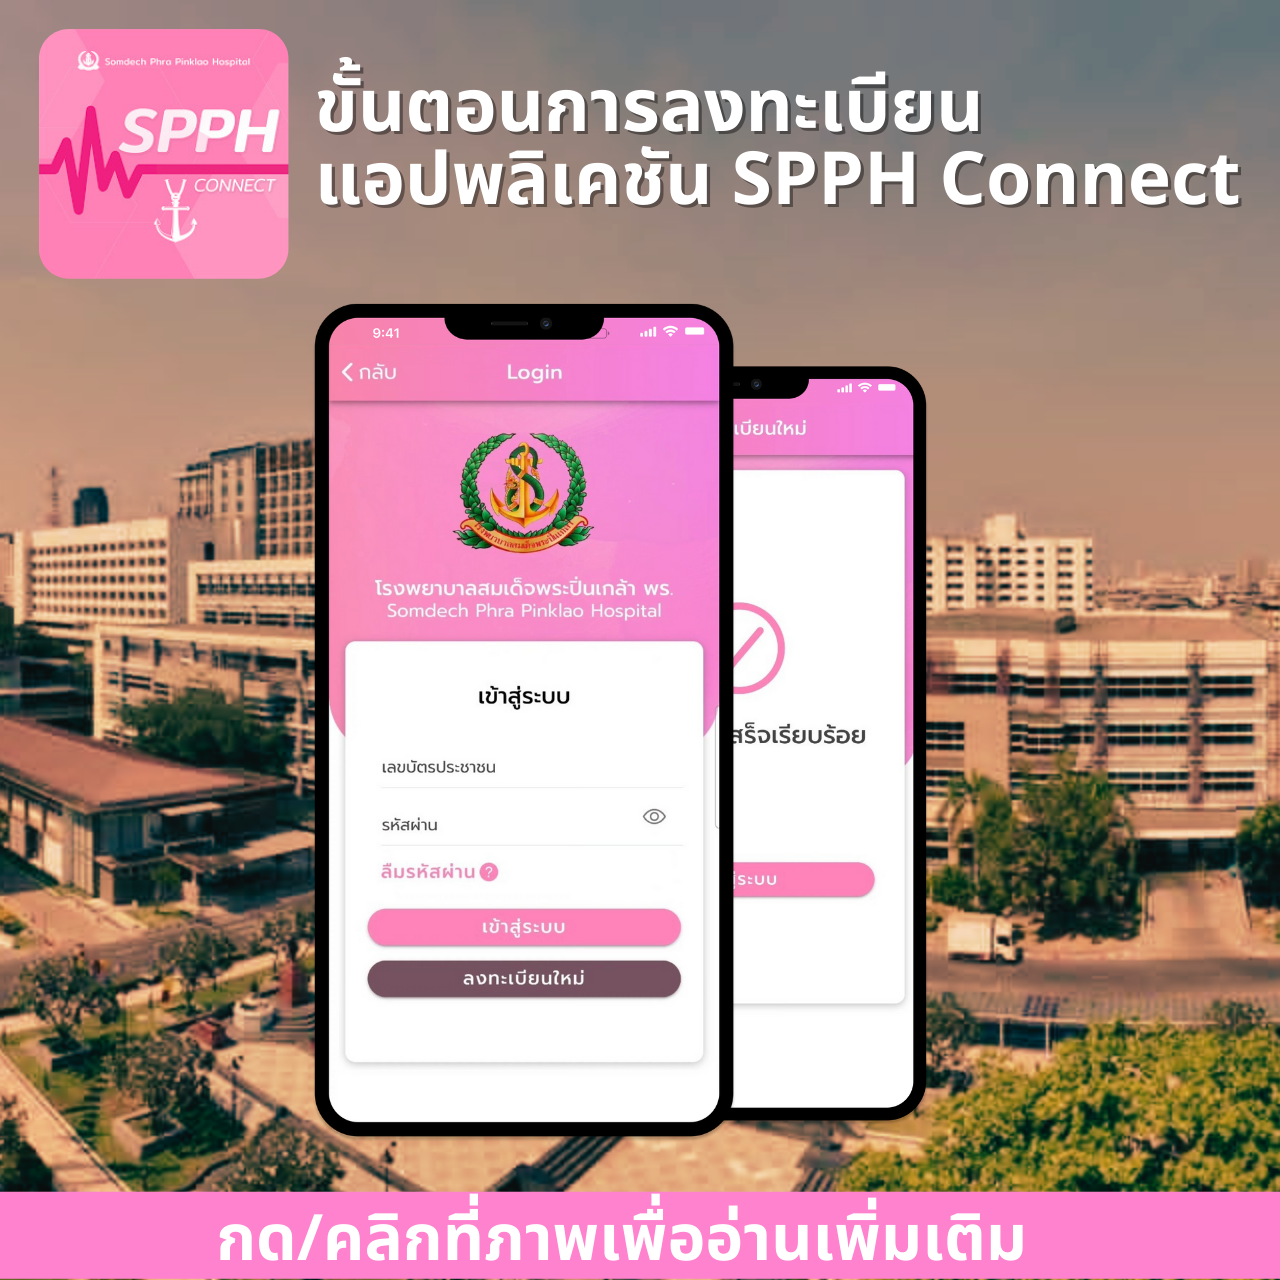 Somdech Phra Pinklao Hospital
SPPH
CONNECT
ขั้นตอนการลงทะเบียน
แอปพลิเคชัน SPPH Connect
9:41
กลับ
Login
โรงพยาบาลสมเด็จพระปิ่นเกล้า พร.
Somdech Phra Pinklao Hospital
เข้าสู่ระบบ
เลขบัตรประชาชน
รหัสผ่าน
ลืมรหัสผ่าน ?
เข้าสู่ระบบ
ลงทะเบียนใหม่
เบียนใหม่
สร็จเรียบร้อย
สู่ระบบ
กด/คลิกที่ภาพเพื่ออ่านเพิ่มเติม